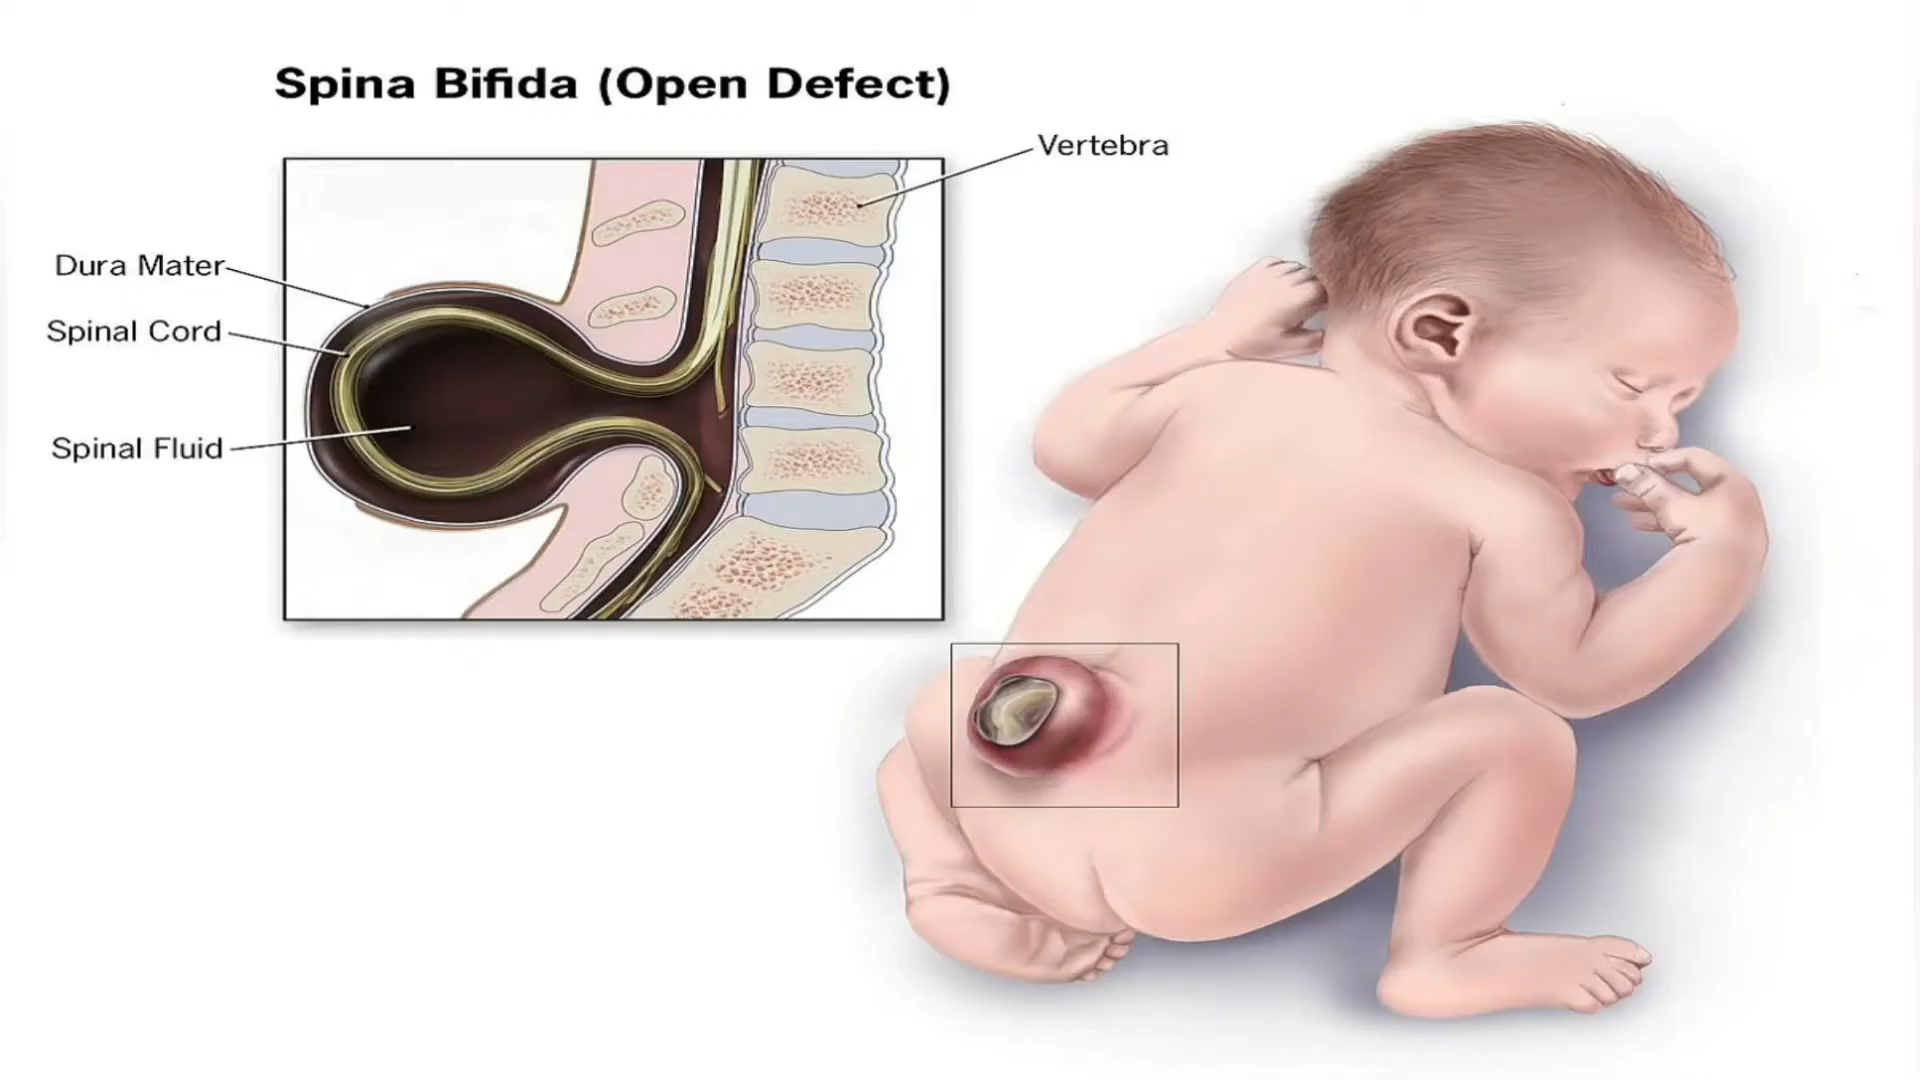 Spina Bifida (Open Defect)
Vertebra
Dura Mater
Spinal Cord
Spinal Fluid